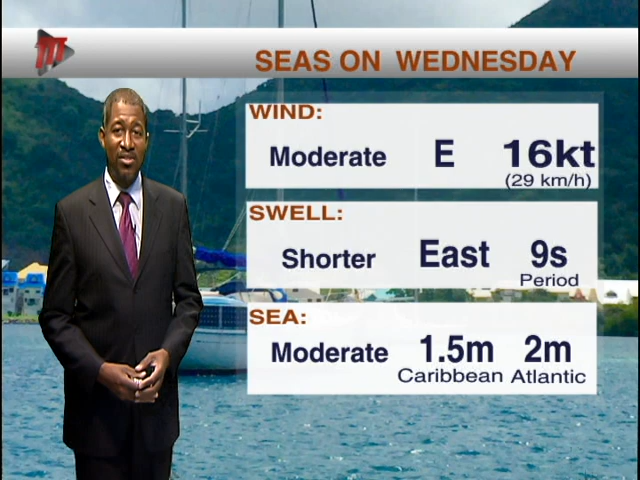 SEAS ON WEDNESDAY
WIND:
Moderate E 16kt
(29 km/h)
SWELL:
Shorter East 9s
Period
SEA:
Moderate 1.5m 2m
Caribbean Atlantic